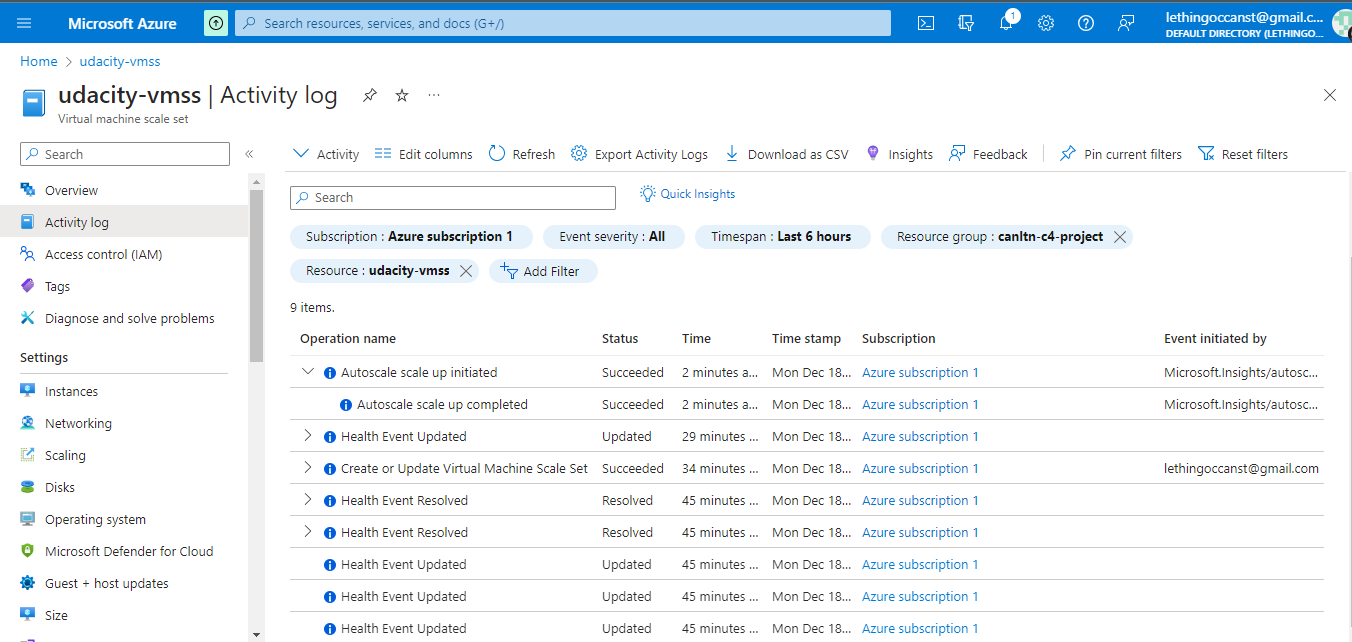 Microsoft Azure
Search resources, services, and docs (G+/)
1
lethingoccanst@gmail.c...
DEFAULT DIRECTORY (LETHINGO...
Home > udacity-vmss
udacity-vmss | Activity log
...
Virtual machine scale set
Search
«
Overview
Activity log
Access control (IAM)
Tags
Diagnose and solve problems
Settings
Instances
Networking
Scaling
Disks
Operating system
Microsoft Defender for Cloud
Guest + host updates
Size
Activity Edit columns Refresh Export Activity Logs Download as CSV Insights Feedback Pin current filters Reset filters
Search Quick Insights
Subscription : Azure subscription 1 Event severity : All Timespan : Last 6 hours Resource group : canltn-c4-project
Resource : udacity-vmss Add Filter
9 items.
Operation name Status Time Time stamp Subscription Event initiated by
Autoscale scale up initiated Succeeded 2 minutes a... Mon Dec 18... Azure subscription 1 Microsoft.Insights/autosc...
Autoscale scale up completed Succeeded 2 minutes a... Mon Dec 18... Azure subscription 1 Microsoft.Insights/autosc...
Health Event Updated Updated 29 minutes ... Mon Dec 18... Azure subscription 1
Create or Update Virtual Machine Scale Set Succeeded 34 minutes ... Mon Dec 18... Azure subscription 1 lethingoccanst@gmail.com
Health Event Resolved Resolved 45 minutes ... Mon Dec 18... Azure subscription 1
Health Event Resolved Resolved 45 minutes ... Mon Dec 18... Azure subscription 1
Health Event Updated Updated 45 minutes ... Mon Dec 18... Azure subscription 1
Health Event Updated Updated 45 minutes ... Mon Dec 18... Azure subscription 1
Health Event Updated Updated 45 minutes ... Mon Dec 18... Azure subscription 1